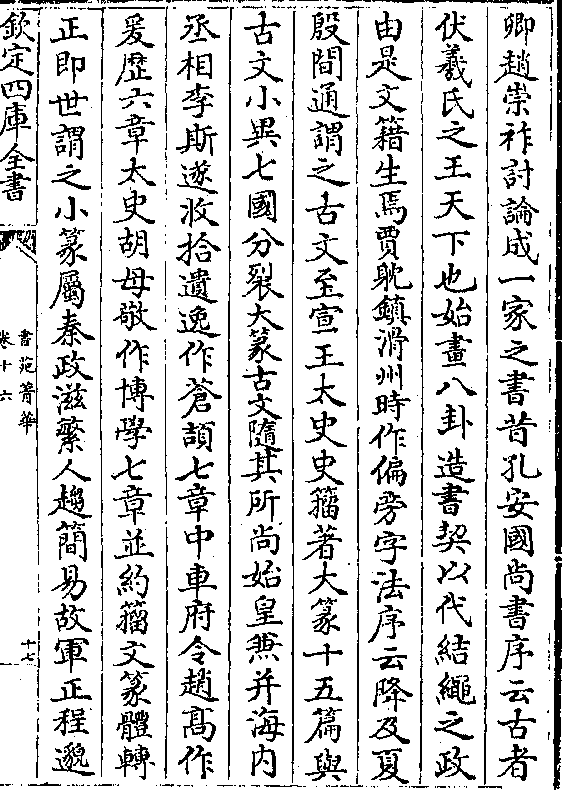 卿趙崇祚討論成一家之書昔孔安國尚書序云古者
伏羲氏之王天下也始畫八卦造書契以代結繩之政
由是文籍生焉賈耽鎮滑州時作偏旁字法序云降及夏
殷間通謂之古文至宣王太史史籀著大篆十五篇與
古文小異七國分裂大篆古文隨其所尚始皇兼并海内
丞相李斯遂收拾遺逸作蒼頡七章中車府令趙高作
爰歴六章太史胡母敬作博學七章並約籀文篆體轉
正即世謂之小篆屬秦政滋繁人趨簡易故軍正程邈
欽定四庫全書
書苑菁華
卷十六
十七